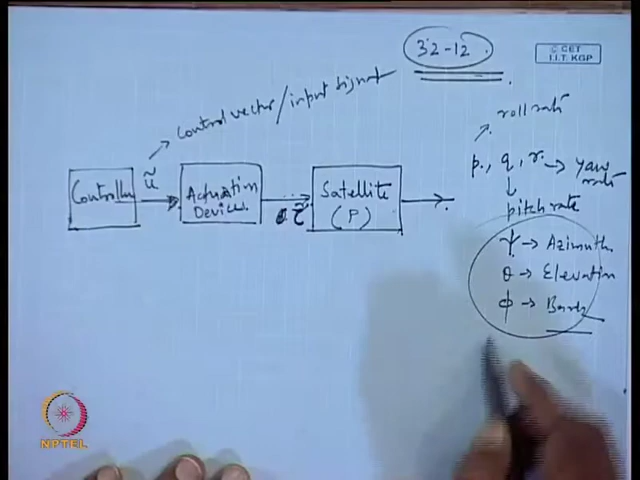 32-12
© CET
I.I.T. KGP
control vector/input signal
roll rate
p, q, r → yaw rate
pitch rate
Controller
ũ
Actuation
Devices
τ̃
Satellite
(P)
ψ → Azimuth
θ → Elevation
ϕ → Bank
NPTEL